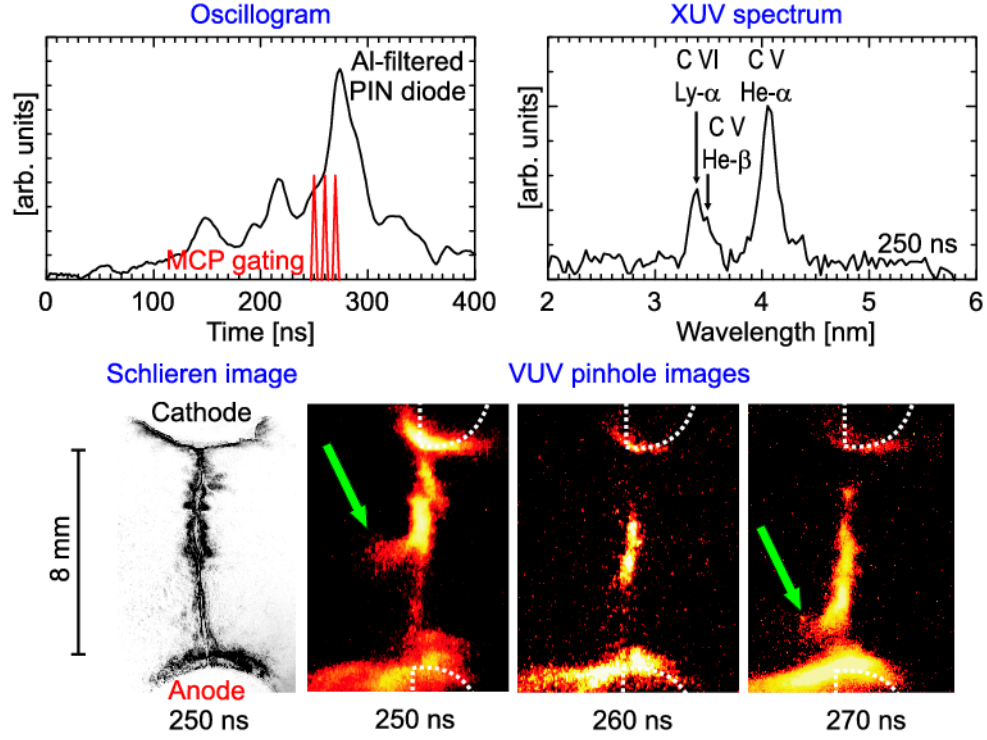 Oscillogram
[arb. units]
Al-filtered
PIN diode
MCP gating
0 100 200 300 400
Time [ns]
XUV spectrum
[arb. units]
C VI
Ly-α
C V
He-β
C V
He-α
250 ns
2 3 4 5 6
Wavelength [nm]
Schlieren image
8 mm
Cathode
Anode
250 ns
VUV pinhole images
250 ns
260 ns
270 ns